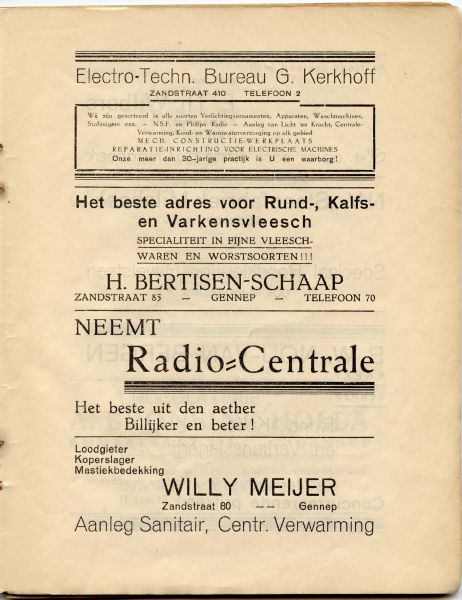 Electro-Techn. Bureau G. Kerkhoff
ZANDSTRAAT 410 TELEFOON 2
Wij zijn gesorteerd in alle soorten Verlichtingsornamenten, Apparaten, Waschmachines,
Stofzuigers enz. — N.S.F. en Philips Radio — Aanleg van Licht en Kracht, Centrale-
Verwarming, Koud- en Warmwaterverzorging op elk gebied
MECH. CONSTRUCTIE-WERKPLAATS
REPARATIE-INRICHTING VOOR ELECTRISCHE MACHINES
Onze meer dan 30-jarige practijk is U een waarborg!
Het beste adres voor Rund-, Kalfs-
en Varkensvleesch
SPECIALITEIT IN FIJNE VLEESCH-
WAREN EN WORSTSOORTEN!!!
H. BERTISEN-SCHAAP
ZANDSTRAAT 85 — GENNEP — TELEFOON 70
NEEMT
Radio=Centrale
Het beste uit den aether
Billijker en beter!
Loodgieter
Koperslager
Mastiekbedekking
WILLY MEIJER
Zandstraat 80 –– Gennep
Aanleg Sanitair, Centr. Verwarming